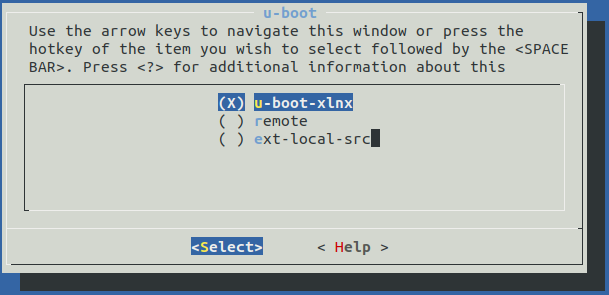 u-boot
Use the arrow keys to navigate this window or press the
hotkey of the item you wish to select followed by the <SPACE
BAR>. Press <?> for additional information about this
(X) u-boot-xlnx
( ) remote
( ) ext-local-src
<Select> < Help >